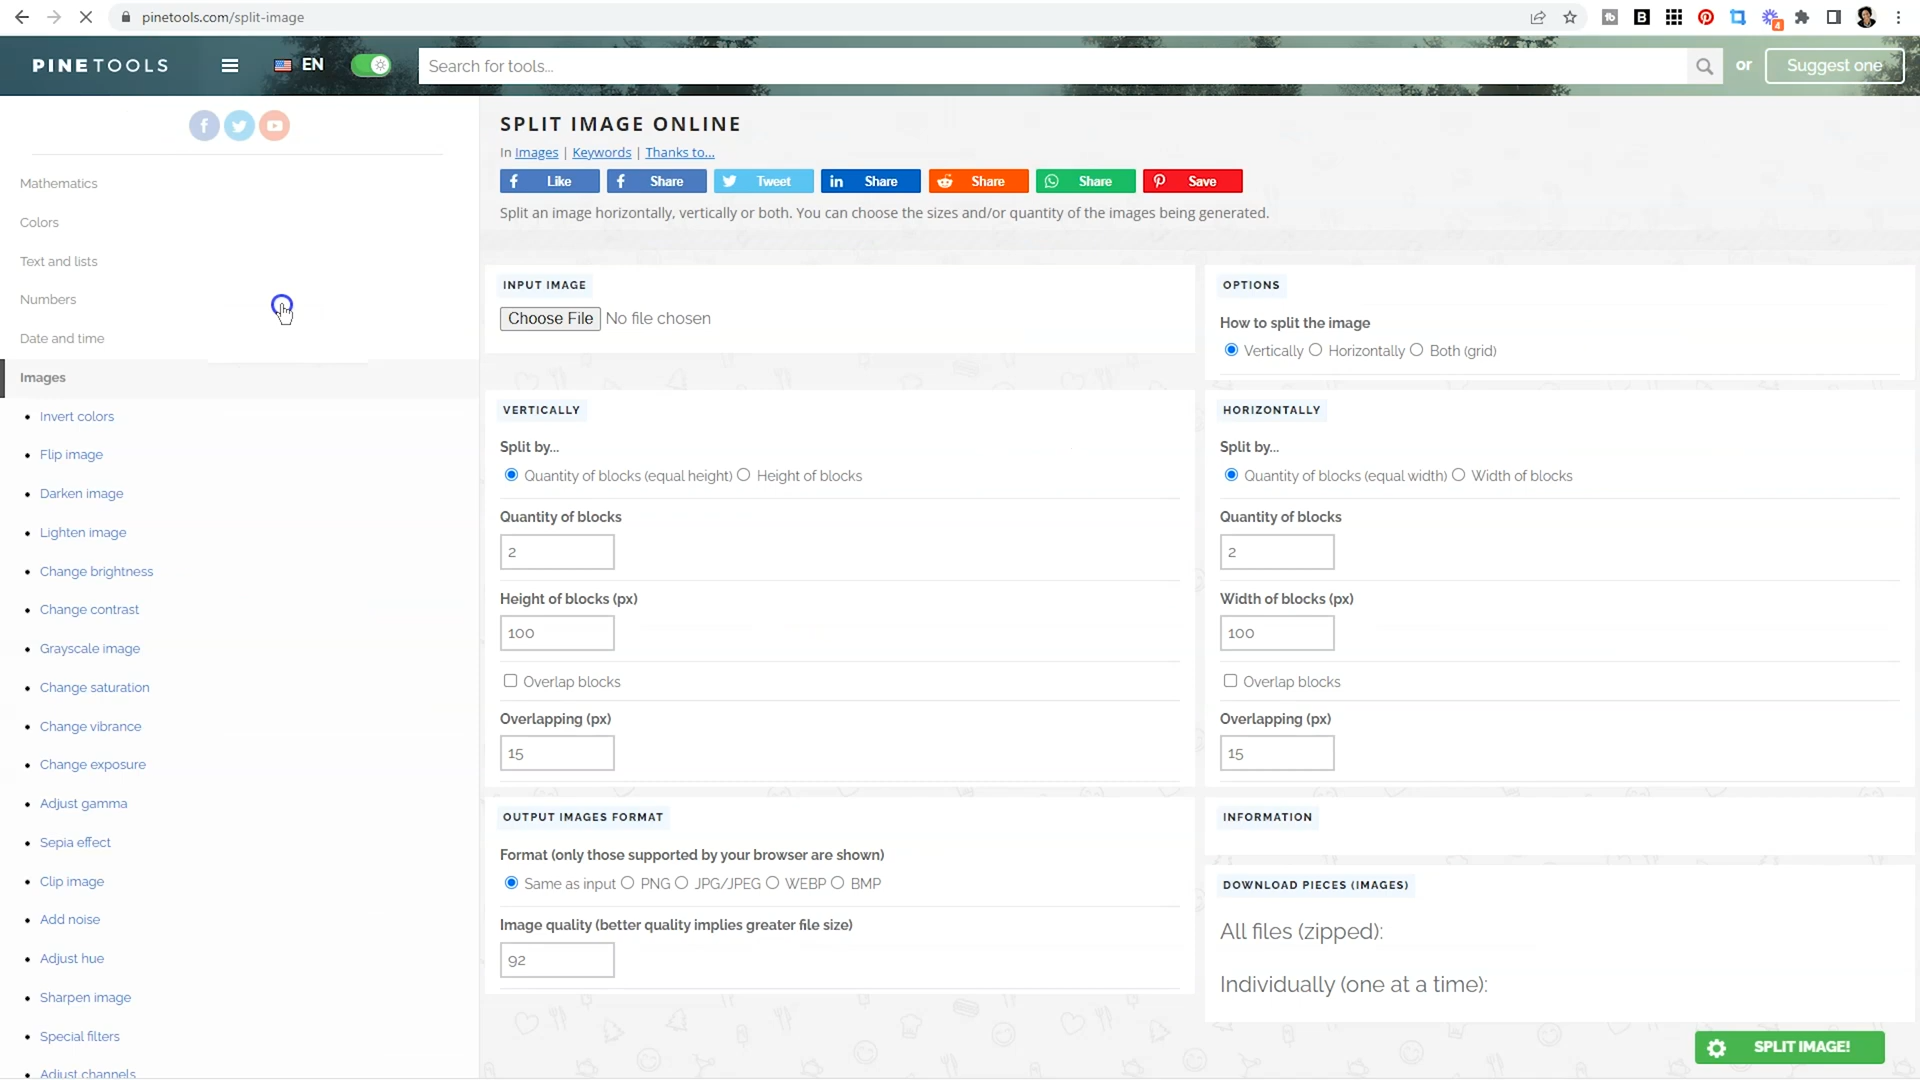 pinetools.com/split-image
4
PINETOOLS
EN
Search for tools...
or
Suggest one
SPLIT IMAGE ONLINE
In Images | Keywords | Thanks to...
Like
Share
Tweet
Share
Share
Share
Save
Split an image horizontally, vertically or both. You can choose the sizes and/or quantity of the images being generated.
Mathematics
Colors
Text and lists
Numbers
Date and time
Images
Invert colors
Flip image
Darken image
Lighten image
Change brightness
Change contrast
Grayscale image
Change saturation
Change vibrance
Change exposure
Adjust gamma
Sepia effect
Clip image
Add noise
Adjust hue
Sharpen image
Special filters
Adjust channels
INPUT IMAGE
Choose File No file chosen
OPTIONS
How to split the image
Vertically Horizontally Both (grid)
VERTICALLY
Split by...
Quantity of blocks (equal height) Height of blocks
Quantity of blocks
2
Height of blocks (px)
100
Overlap blocks
Overlapping (px)
15
HORIZONTALLY
Split by...
Quantity of blocks (equal width) Width of blocks
Quantity of blocks
2
Width of blocks (px)
100
Overlap blocks
Overlapping (px)
15
OUTPUT IMAGES FORMAT
Format (only those supported by your browser are shown)
Same as input PNG JPG/JPEG WEBP BMP
Image quality (better quality implies greater file size)
92
INFORMATION
DOWNLOAD PIECES (IMAGES)
All files (zipped):
Individually (one at a time):
SPLIT IMAGE!